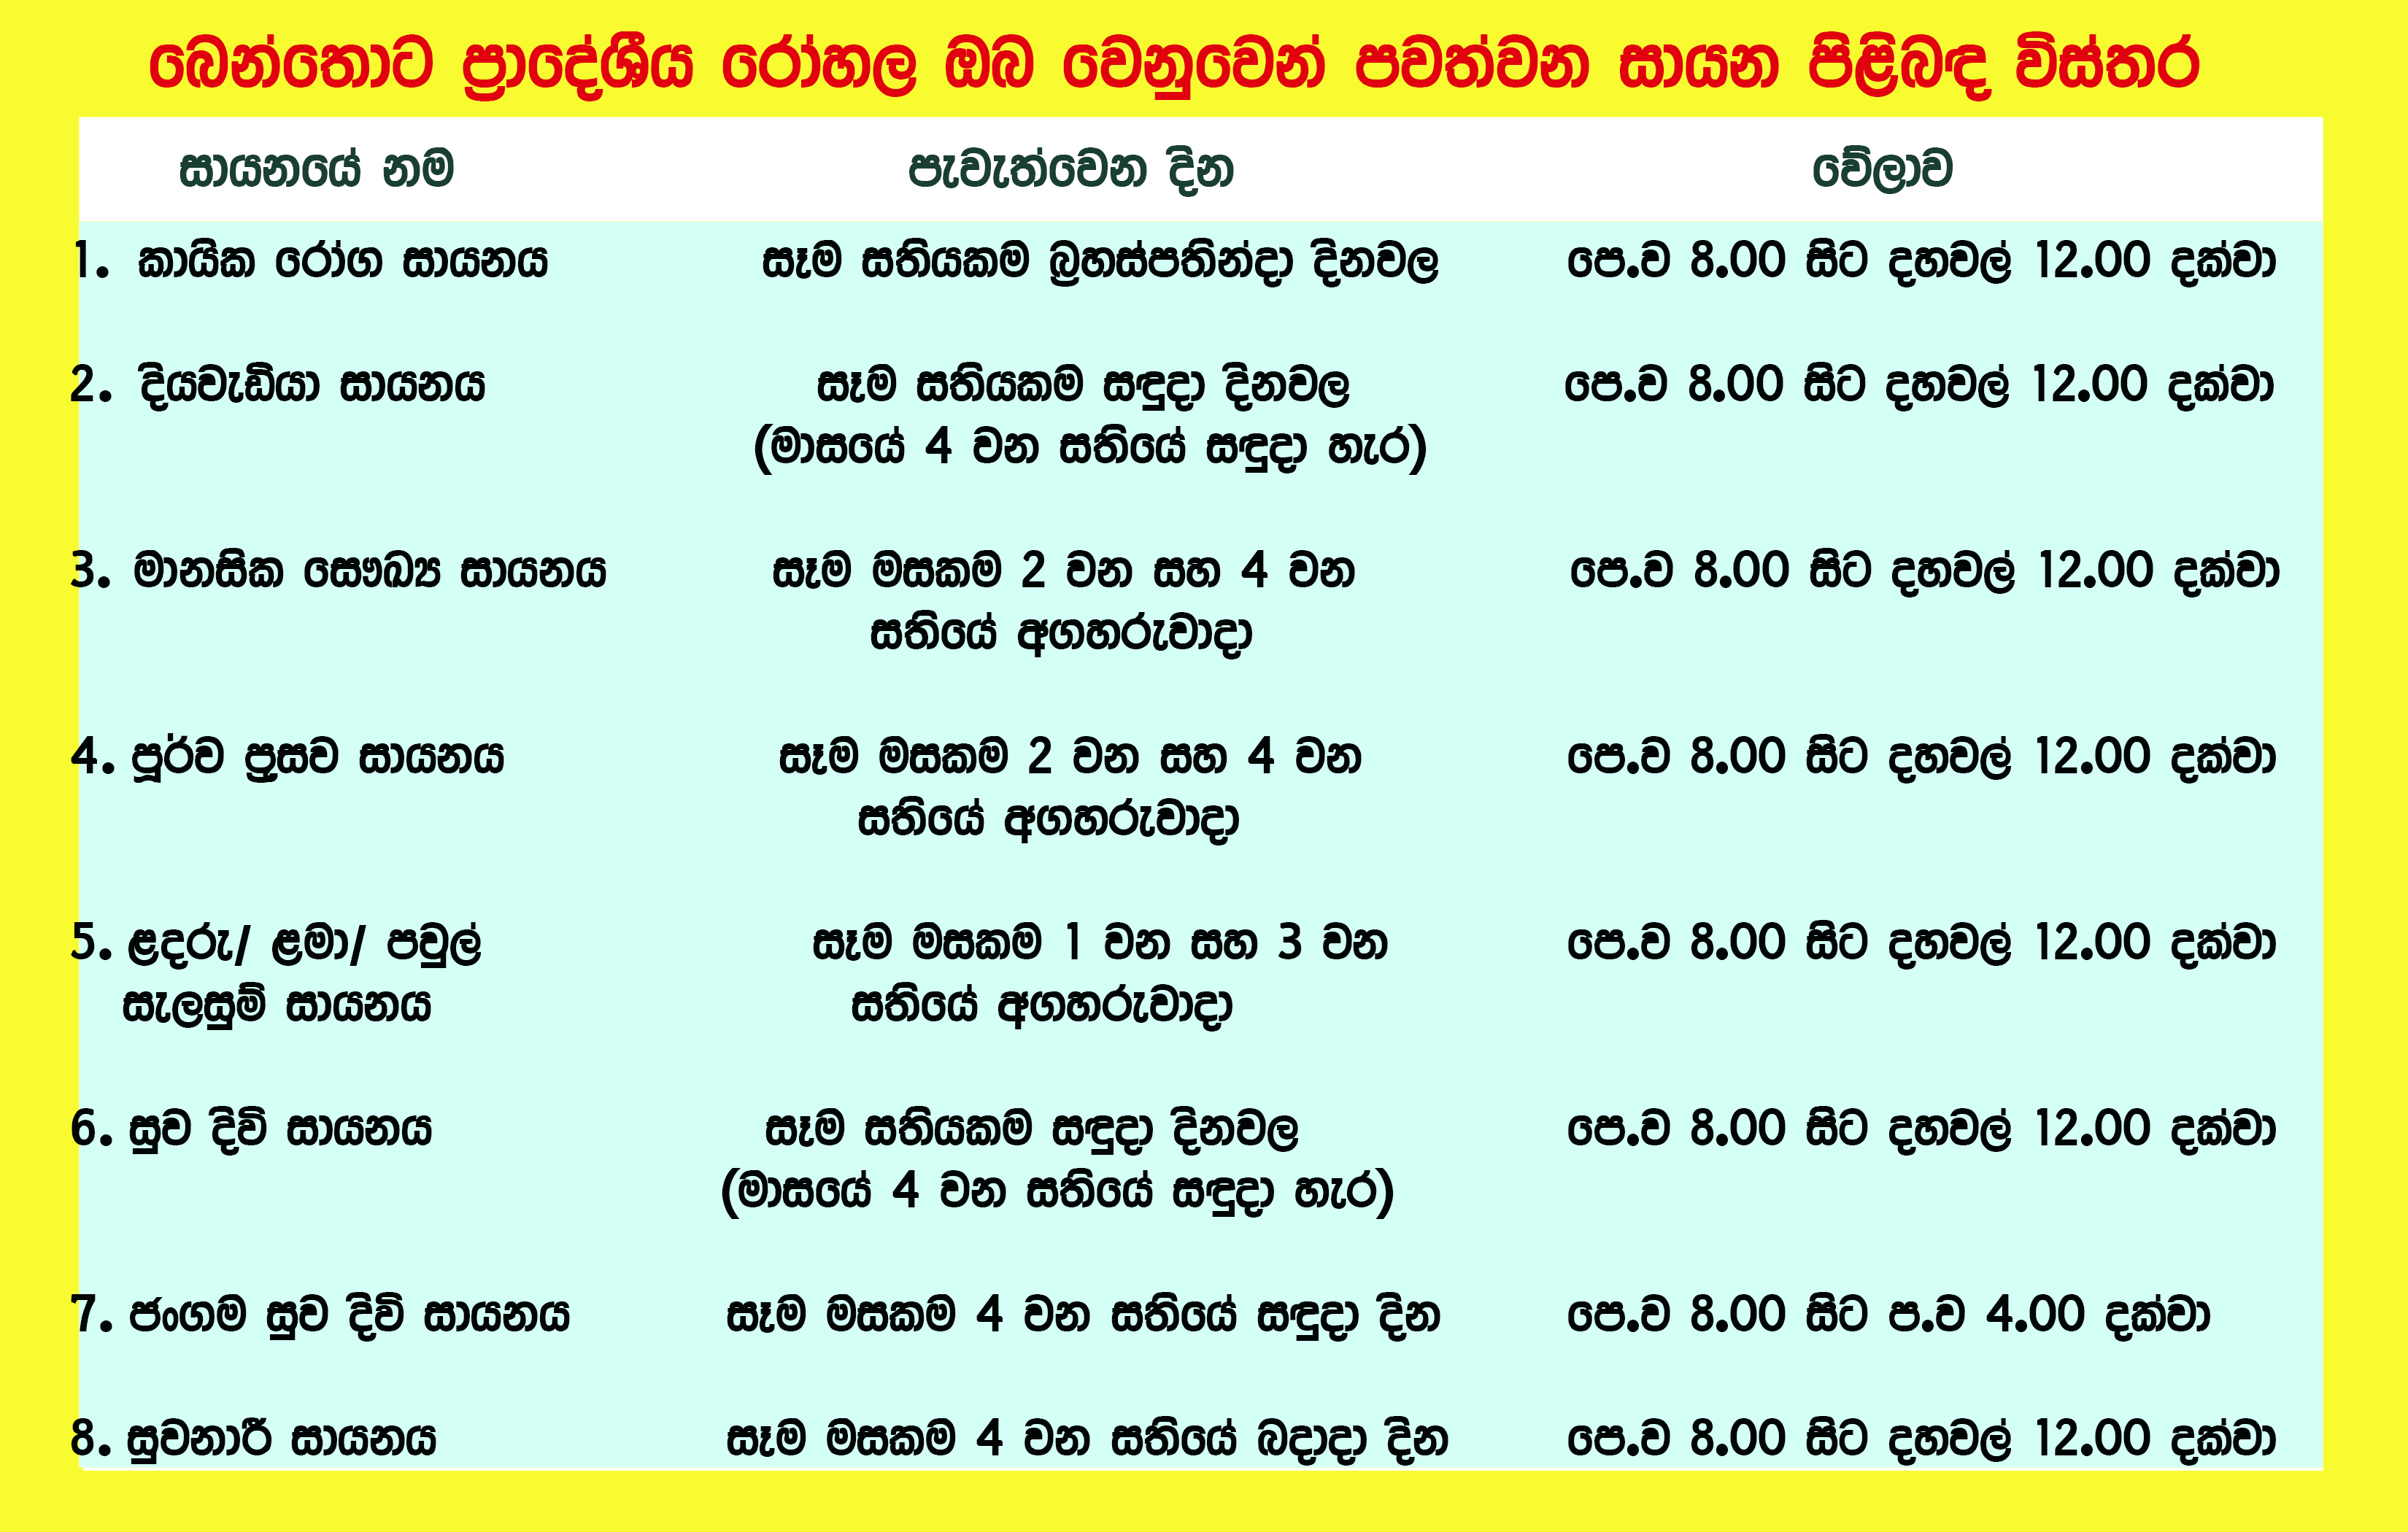 බෙන්තොට ප්‍රාදේශීය රෝහල ඔබ වෙනුවෙන් පවත්වන සායන පිළිබඳ විස්තර
සායනයේ නම පැවැත්වෙන දින වේලාව
1. කායික රෝග සායනය සෑම සතියකම බ්‍රහස්පතින්දා දිනවල පෙ.ව 8.00 සිට දහවල් 12.00 දක්වා
2. දියවැඩියා සායනය සෑම සතියකම සඳුදා දිනවල පෙ.ව 8.00 සිට දහවල් 12.00 දක්වා
(මාසයේ 4 වන සතියේ සඳුදා හැර)
3. මානසික සෞඛ්‍ය සායනය සෑම මසකම 2 වන සහ 4 වන පෙ.ව 8.00 සිට දහවල් 12.00 දක්වා
සතියේ අගහරුවාදා
4. පූර්ව ප්‍රසව සායනය සෑම මසකම 2 වන සහ 4 වන පෙ.ව 8.00 සිට දහවල් 12.00 දක්වා
සතියේ අගහරුවාදා
5. ළදරු/ ළමා/ පවුල් සෑම මසකම 1 වන සහ 3 වන පෙ.ව 8.00 සිට දහවල් 12.00 දක්වා
සැලසුම් සායනය සතියේ අගහරුවාදා
6. සුව දිවි සායනය සෑම සතියකම සඳුදා දිනවල පෙ.ව 8.00 සිට දහවල් 12.00 දක්වා
(මාසයේ 4 වන සතියේ සඳුදා හැර)
7. ජංගම සුව දිවි සායනය සෑම මසකම 4 වන සතියේ සඳුදා දින පෙ.ව 8.00 සිට ප.ව 4.00 දක්වා
8. සුවනාරී සායනය සෑම මසකම 4 වන සතියේ බදාදා දින පෙ.ව 8.00 සිට දහවල් 12.00 දක්වා